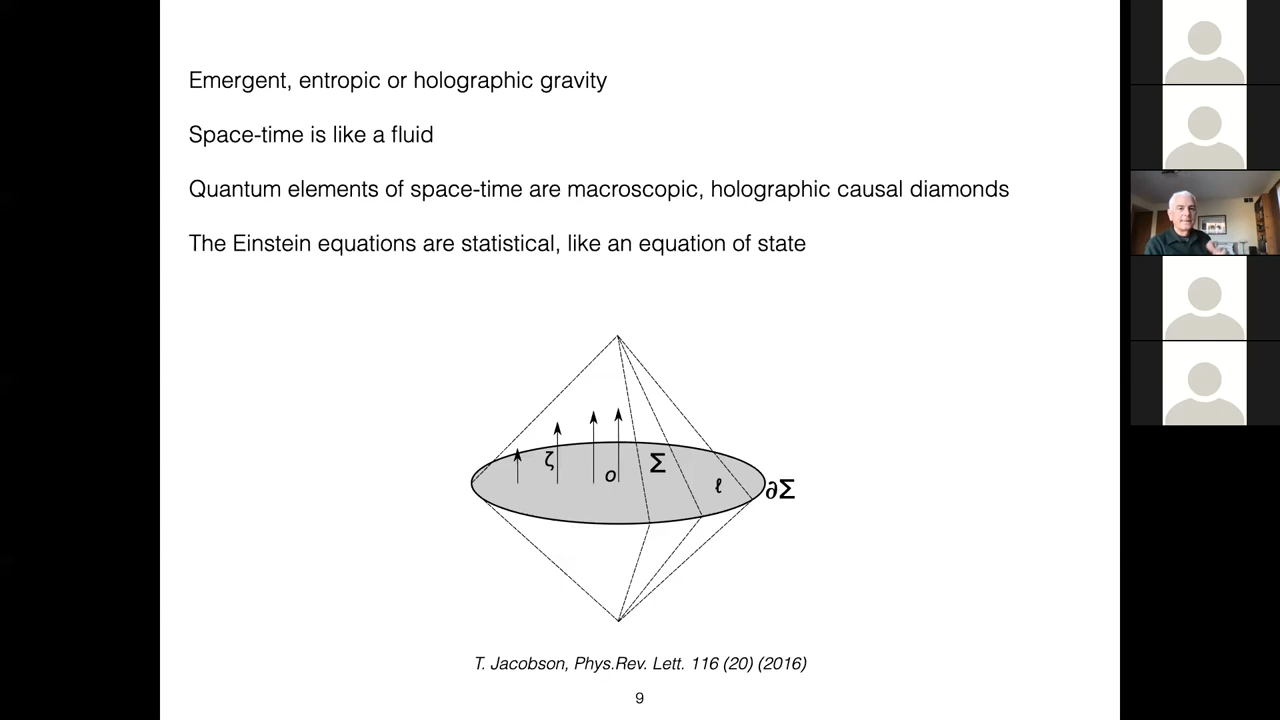 Emergent, entropic or holographic gravity
Space-time is like a fluid
Quantum elements of space-time are macroscopic, holographic causal diamonds
The Einstein equations are statistical, like an equation of state
ζ
o
Σ
ℓ
∂Σ
T. Jacobson, Phys.Rev. Lett. 116 (20) (2016)
9